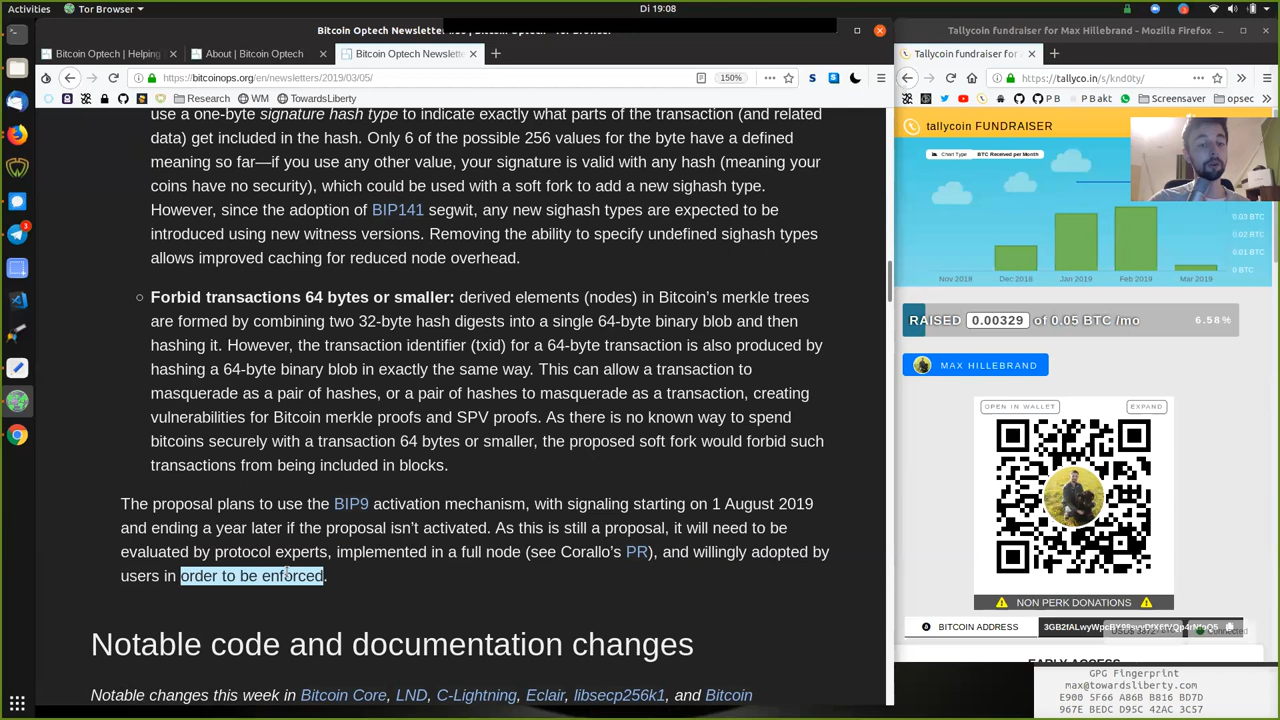 Activities
Tor Browser
Di 19:08
Tallycoin fundraiser for Max Hillebrand - Mozilla Firefox
Bitcoin Optech | Helping
About | Bitcoin Optech
Bitcoin Optech Newsletter
https://bitcoinops.org/en/newsletters/2019/03/05/
150%
Research
WM
TowardsLiberty
use a one-byte signature hash type to indicate exactly what parts of the transaction (and related
data) get included in the hash. Only 6 of the possible 256 values for the byte have a defined
meaning so far—if you use any other value, your signature is valid with any hash (meaning your
coins have no security), which could be used with a soft fork to add a new sighash type.
However, since the adoption of BIP141 segwit, any new sighash types are expected to be
introduced using new witness versions. Removing the ability to specify undefined sighash types
allows improved caching for reduced node overhead.
Forbid transactions 64 bytes or smaller: derived elements (nodes) in Bitcoin's merkle trees
are formed by combining two 32-byte hash digests into a single 64-byte binary blob and then
hashing it. However, the transaction identifier (txid) for a 64-byte transaction is also produced by
hashing a 64-byte binary blob in exactly the same way. This can allow a transaction to
masquerade as a pair of hashes, or a pair of hashes to masquerade as a transaction, creating
vulnerabilities for Bitcoin merkle proofs and SPV proofs. As there is no known way to spend
bitcoins securely with a transaction 64 bytes or smaller, the proposed soft fork would forbid such
transactions from being included in blocks.
The proposal plans to use the BIP9 activation mechanism, with signaling starting on 1 August 2019
and ending a year later if the proposal isn't activated. As this is still a proposal, it will need to be
evaluated by protocol experts, implemented in a full node (see Corallo's PR), and willingly adopted by
users in order to be enforced.
Notable code and documentation changes
Notable changes this week in Bitcoin Core, LND, C-Lightning, Eclair, libsecp256k1, and Bitcoin
Tallycoin fundraiser for
https://tallyco.in/s/knd0ty/
P B
P B akt
Screensaver
opsec
tallycoin FUNDRAISER
Chart Type
BTC Received per Month
0.03 BTC
0.02 BTC
0.01 BTC
0 BTC
Nov 2018
Dec 2018
Jan 2019
Feb 2019
Mar 2019
RAISED 0.00329 of 0.05 BTC /mo
6.58%
MAX HILLEBRAND
OPEN IN WALLET
EXPAND
NON PERK DONATIONS
BITCOIN ADDRESS
Connected
GPG Fingerprint
max@towardsliberty.com
E900 5F66 A86B B816 BD7D
967E BEDC D95C 42AC 3C57